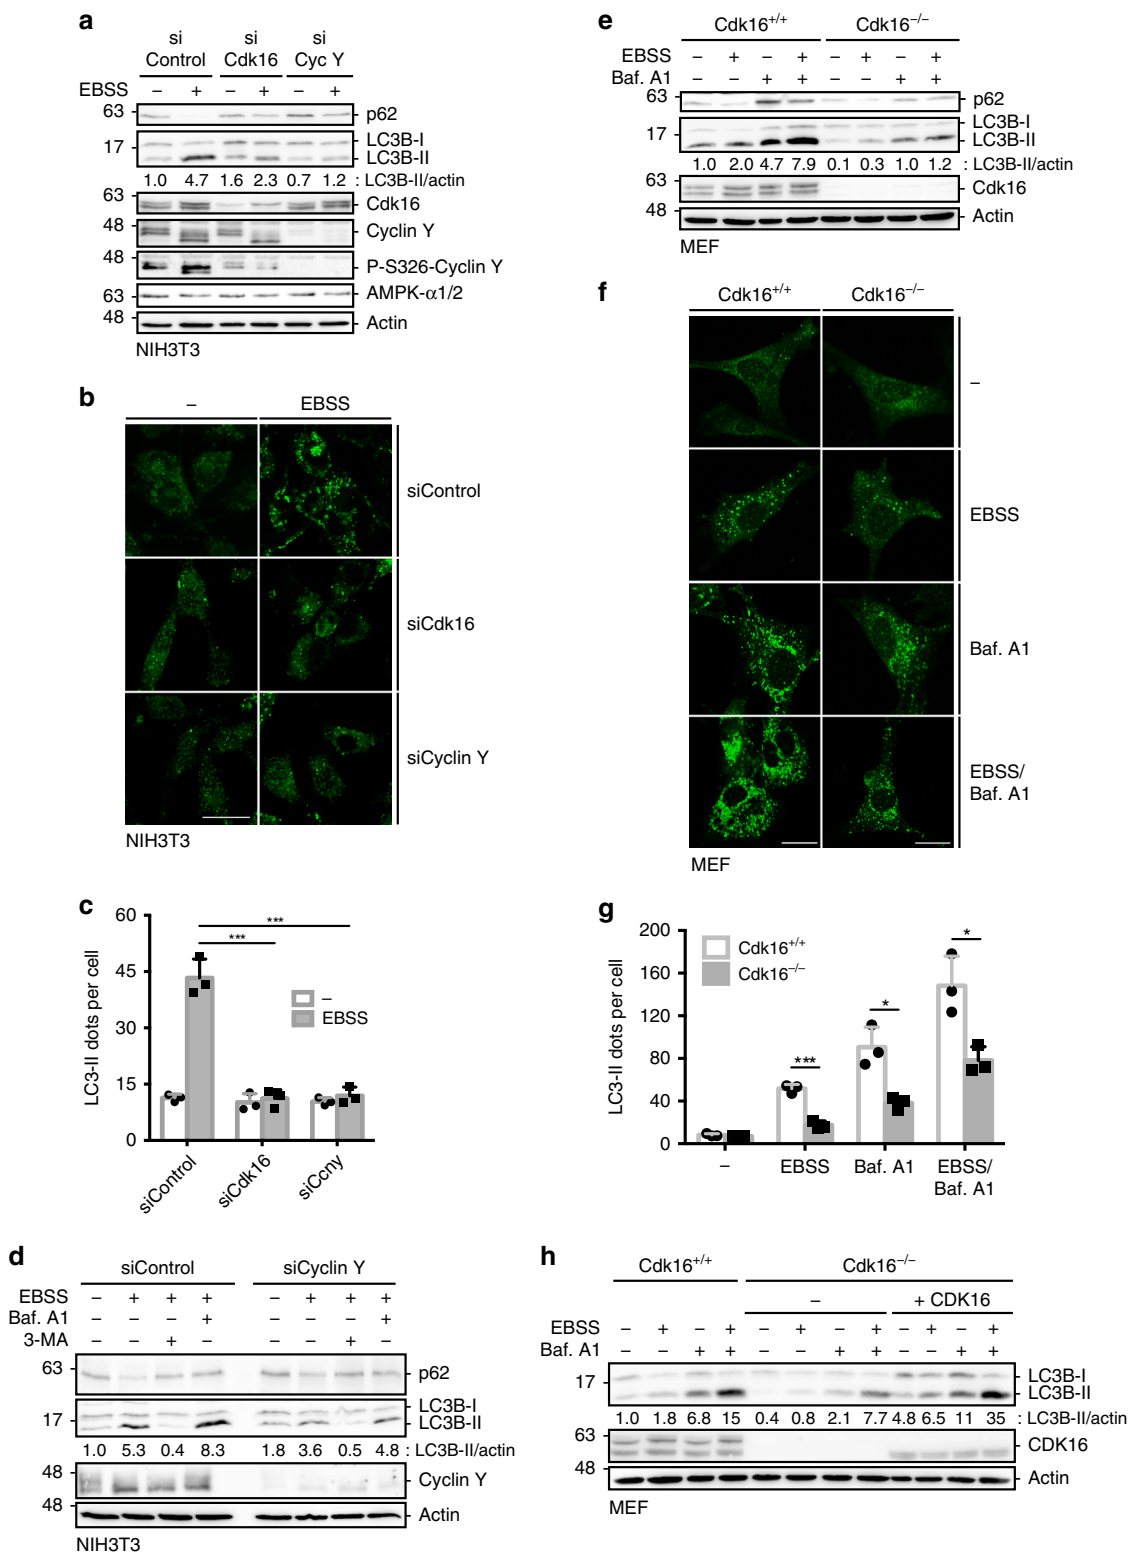 a
si Control si Cdk16 si Cyc Y
EBSS – + – + – +
63 p62
LC3B-I
17 LC3B-II
1.0 4.7 1.6 2.3 0.7 1.2 : LC3B-II/actin
63 Cdk16
48 Cyclin Y
48 P-S326-Cyclin Y
63 AMPK-α1/2
48 Actin
NIH3T3
b
– EBSS
siControl
siCdk16
siCyclin Y
NIH3T3
c
LC3-II dots per cell
60
45
30
15
0
***
***
–
EBSS
siControl siCdk16 siCcny
d
siControl siCyclin Y
EBSS – + + + – + + +
Baf. A1 – – – + – – – +
3-MA – – + – – – + –
63 p62
LC3B-I
17 LC3B-II
1.0 5.3 0.4 8.3 1.8 3.6 0.5 4.8 : LC3B-II/actin
48 Cyclin Y
48 Actin
NIH3T3
e
Cdk16+/+ Cdk16−/−
EBSS – + – + – + – +
Baf. A1 – – + + – – + +
63 p62
LC3B-I
17 LC3B-II
1.0 2.0 4.7 7.9 0.1 0.3 1.0 1.2 : LC3B-II/actin
63 Cdk16
48 Actin
MEF
f
Cdk16+/+ Cdk16−/−
–
EBSS
Baf. A1
EBSS/
Baf. A1
MEF
g
LC3-II dots per cell
200
160
120
80
40
0
Cdk16+/+
Cdk16−/−
***
*
*
– EBSS Baf. A1 EBSS/
Baf. A1
h
Cdk16+/+ Cdk16−/−
– + CDK16
EBSS – + – + – + – + – + – +
Baf. A1 – – + + – – + + – – + +
LC3B-I
17 LC3B-II
1.0 1.8 6.8 15 0.4 0.8 2.1 7.7 4.8 6.5 11 35 : LC3B-II/actin
63 CDK16
48 Actin
MEF